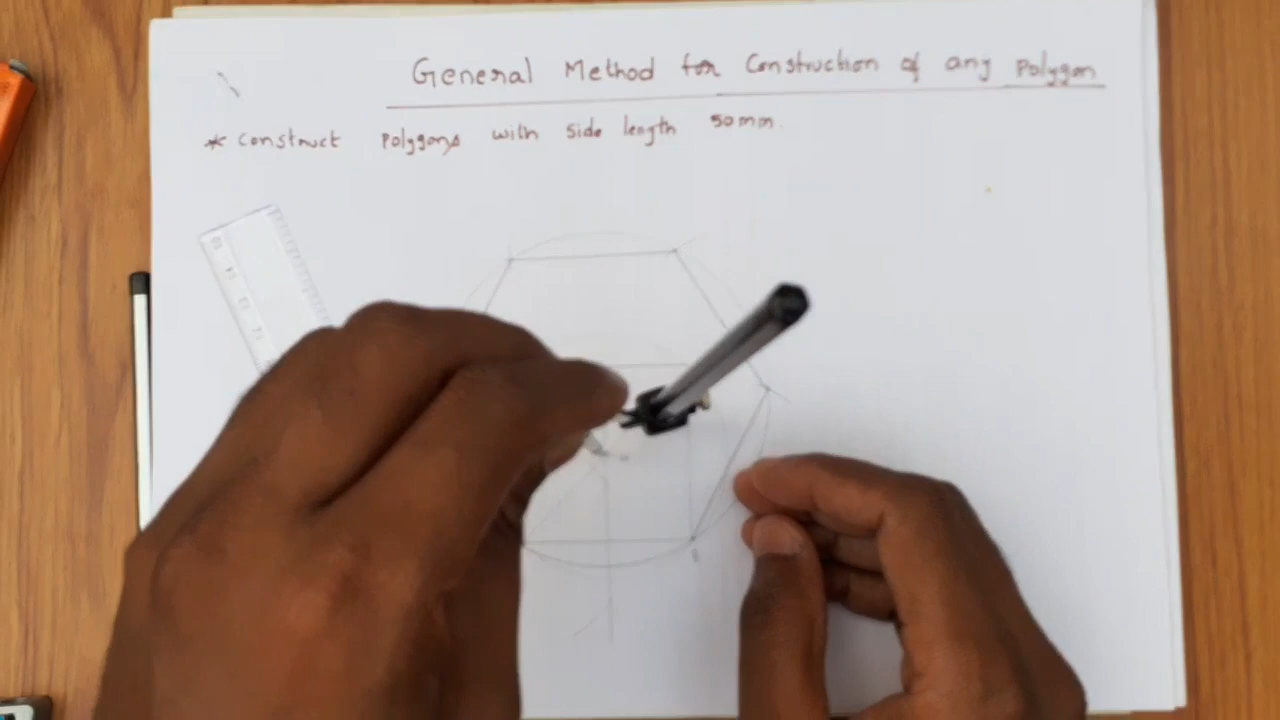 General Method for Construction of any Polygon
* construct Polygons with side length 50mm.